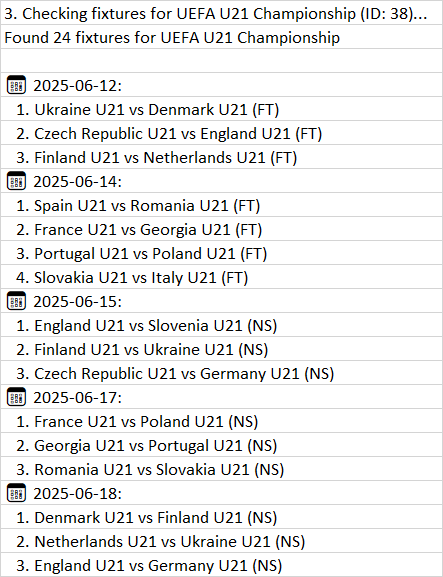 3. Checking fixtures for UEFA U21 Championship (ID: 38)...
Found 24 fixtures for UEFA U21 Championship
2025-06-12:
1. Ukraine U21 vs Denmark U21 (FT)
2. Czech Republic U21 vs England U21 (FT)
3. Finland U21 vs Netherlands U21 (FT)
2025-06-14:
1. Spain U21 vs Romania U21 (FT)
2. France U21 vs Georgia U21 (FT)
3. Portugal U21 vs Poland U21 (FT)
4. Slovakia U21 vs Italy U21 (FT)
2025-06-15:
1. England U21 vs Slovenia U21 (NS)
2. Finland U21 vs Ukraine U21 (NS)
3. Czech Republic U21 vs Germany U21 (NS)
2025-06-17:
1. France U21 vs Poland U21 (NS)
2. Georgia U21 vs Portugal U21 (NS)
3. Romania U21 vs Slovakia U21 (NS)
2025-06-18:
1. Denmark U21 vs Finland U21 (NS)
2. Netherlands U21 vs Ukraine U21 (NS)
3. England U21 vs Germany U21 (NS)